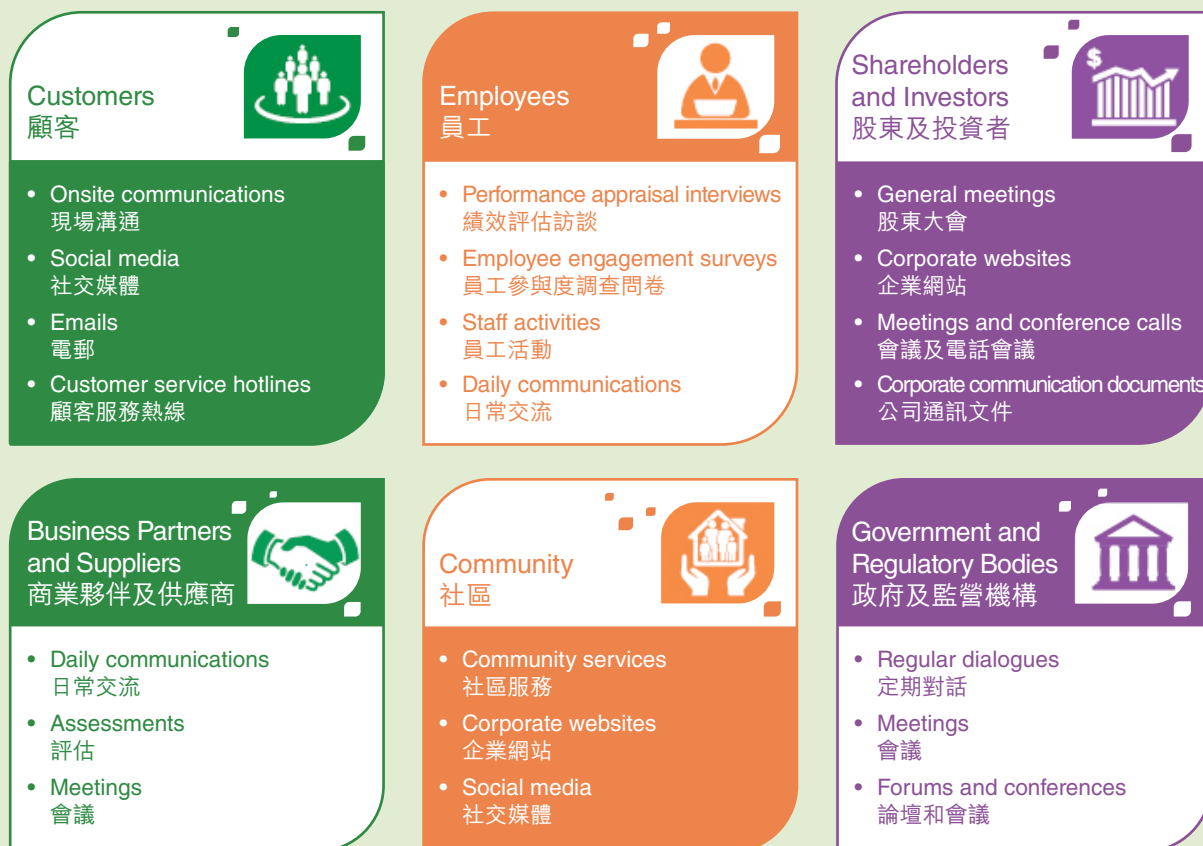 Customers
顧客
• Onsite communications
現場溝通
• Social media
社交媒體
• Emails
電郵
• Customer service hotlines
顧客服務熱線
Employees
員工
• Performance appraisal interviews
績效評估訪談
• Employee engagement surveys
員工參與度調查問卷
• Staff activities
員工活動
• Daily communications
日常交流
Shareholders
and Investors
股東及投資者
$
• General meetings
股東大會
• Corporate websites
企業網站
• Meetings and conference calls
會議及電話會議
• Corporate communication documents
公司通訊文件
Business Partners
and Suppliers
商業夥伴及供應商
• Daily communications
日常交流
• Assessments
評估
• Meetings
會議
Community
社區
• Community services
社區服務
• Corporate websites
企業網站
• Social media
社交媒體
Government and
Regulatory Bodies
政府及監營機構
• Regular dialogues
定期對話
• Meetings
會議
• Forums and conferences
論壇和會議